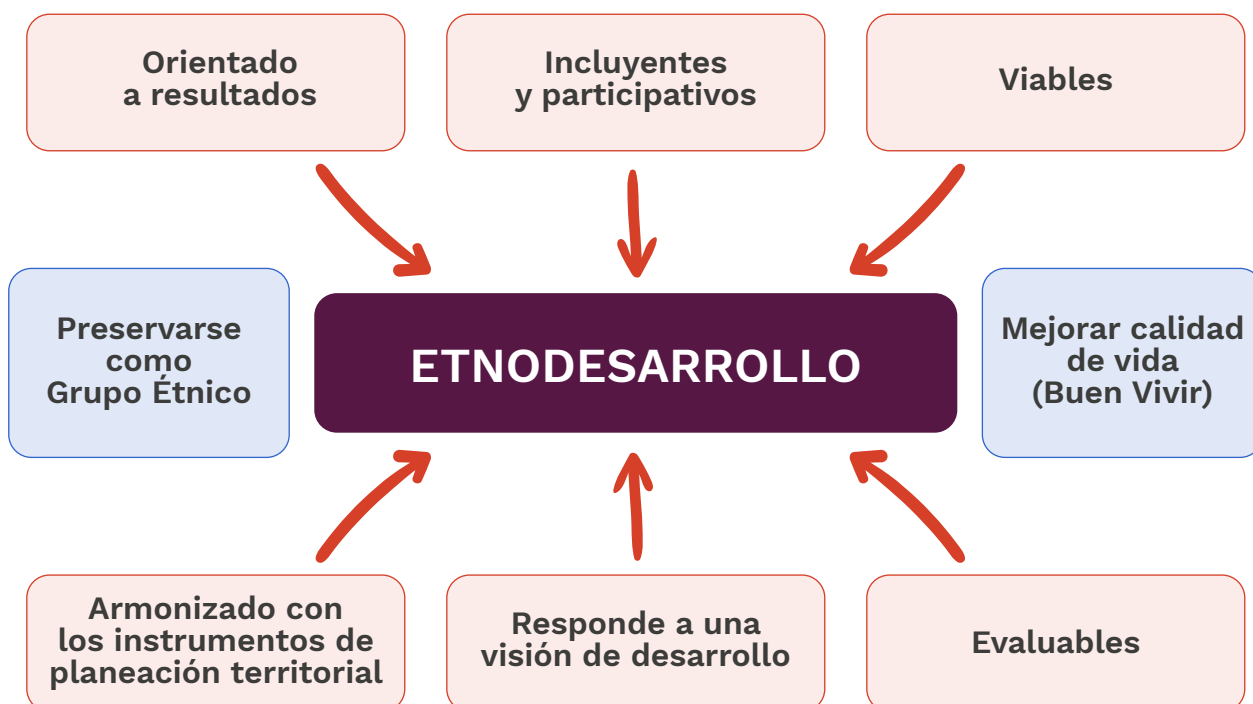 Orientado
a resultados
Incluyentes
y participativos
Viables
Preservarse
como
Grupo Étnico
ETNODESARROLLO
Mejorar calidad
de vida
(Buen Vivir)
Armonizado con
los instrumentos de
planeación territorial
Responde a una
visión de desarrollo
Evaluables